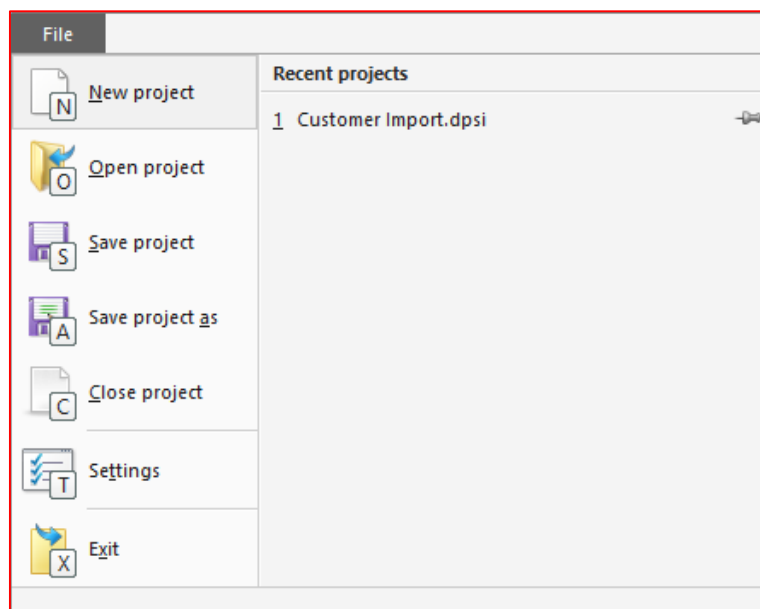 File
New project
N
Open project
O
Save project
S
Save project as
A
Close project
C
Settings
T
Exit
X
Recent projects
1 Customer Import.dpsi